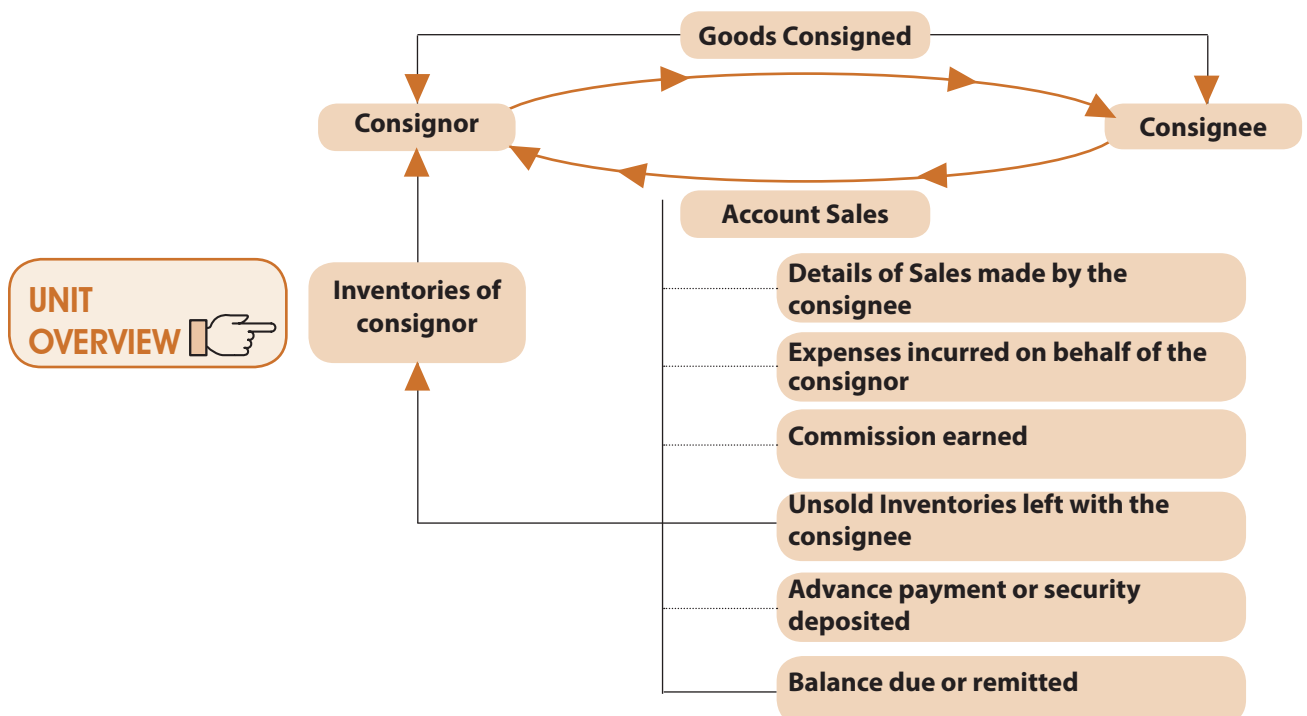 Goods Consigned
Consignor
Consignee
Account Sales
UNIT
OVERVIEW
Inventories of
consignor
Details of Sales made by the
consignee
Expenses incurred on behalf of the
consignor
Commission earned
Unsold Inventories left with the
consignee
Advance payment or security
deposited
Balance due or remitted